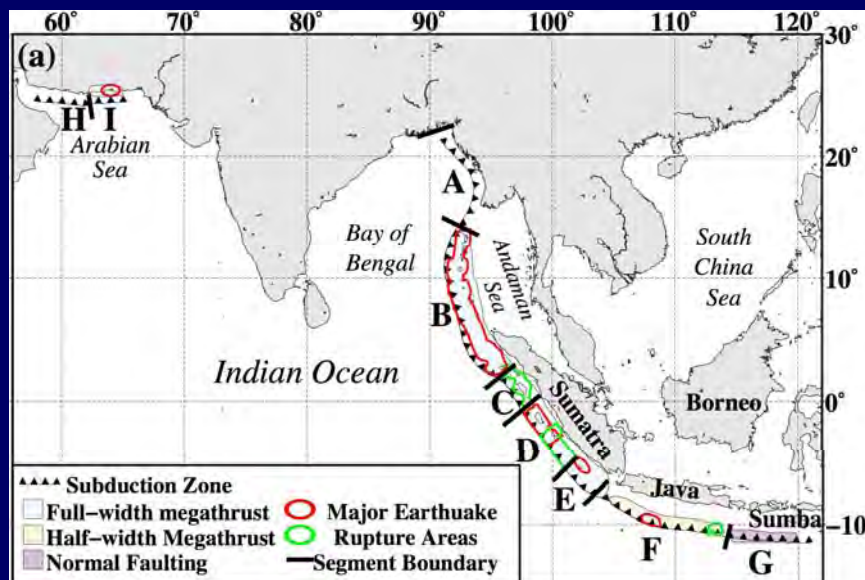 60° 70° 80° 90° 100° 110° 120°
(a)
30°
20°
10°
0°
-10°
H I
Arabian
Sea
A
Bay of
Bengal
Andaman
Sea
South
China
Sea
B
Indian Ocean
C
Sumatra
Borneo
D
E
Java
Sumba
F
G
Subduction Zone
Full-width megathrust
Half-width Megathrust
Normal Faulting
Major Earthuake
Rupture Areas
Segment Boundary